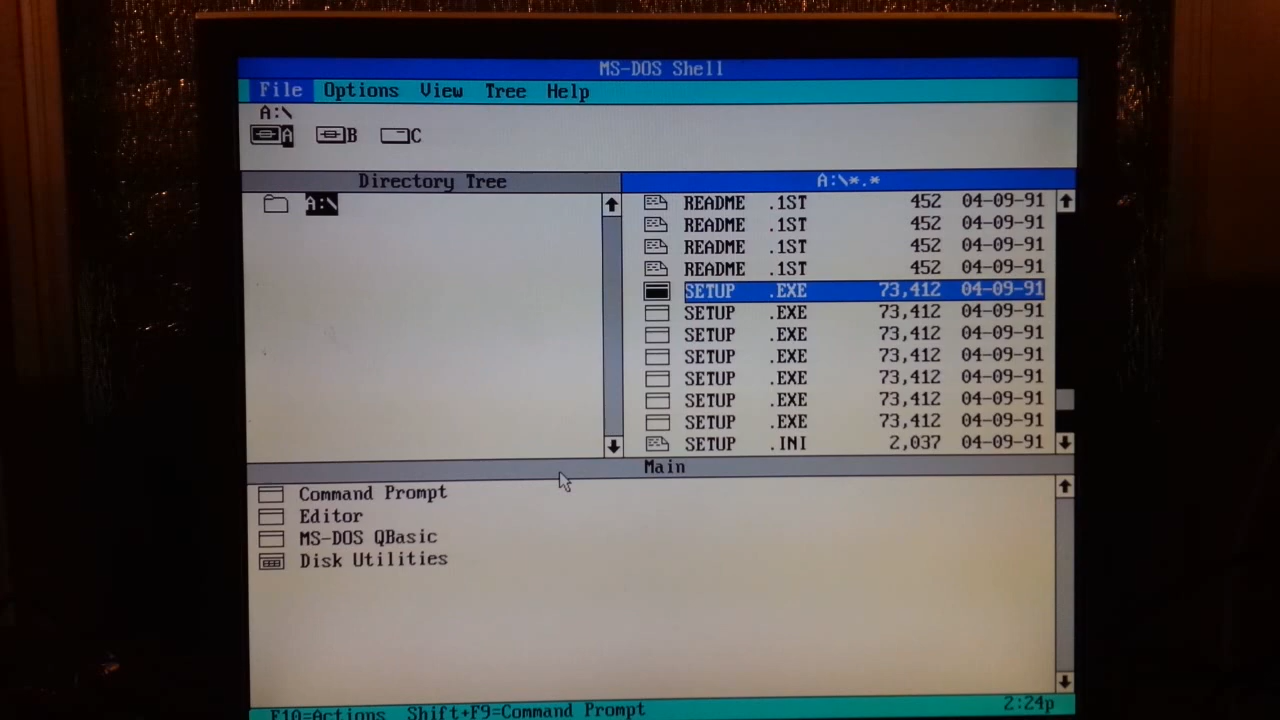 MS-DOS Shell
File Options View Tree Help
A:\
A B C
Directory Tree
A:\
A:\*.*
README .1ST 452 04-09-91
README .1ST 452 04-09-91
README .1ST 452 04-09-91
README .1ST 452 04-09-91
SETUP .EXE 73,412 04-09-91
SETUP .EXE 73,412 04-09-91
SETUP .EXE 73,412 04-09-91
SETUP .EXE 73,412 04-09-91
SETUP .EXE 73,412 04-09-91
SETUP .EXE 73,412 04-09-91
SETUP .EXE 73,412 04-09-91
SETUP .INI 2,037 04-09-91
Main
Command Prompt
Editor
MS-DOS QBasic
Disk Utilities
F10=Actions Shift+F9=Command Prompt 2:24p